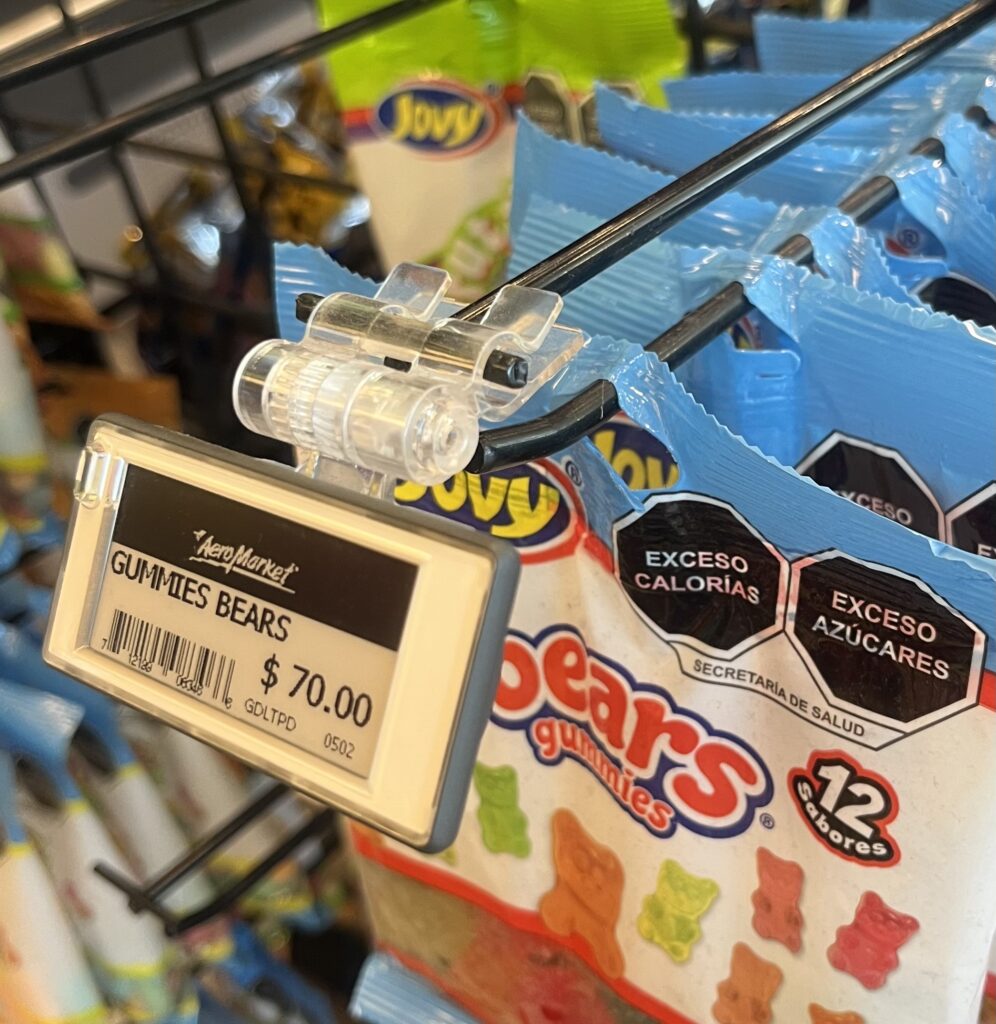 Jovy
AeroMarket
GUMMIES BEARS
$ 70.00
GDLTPD
0502
Jovy
Jovy
EXCESO
CALORÍAS
EXCESO
AZÚCARES
SECRETARÍA DE SALUD
EXCESO
bears
gummies
12
Sabores